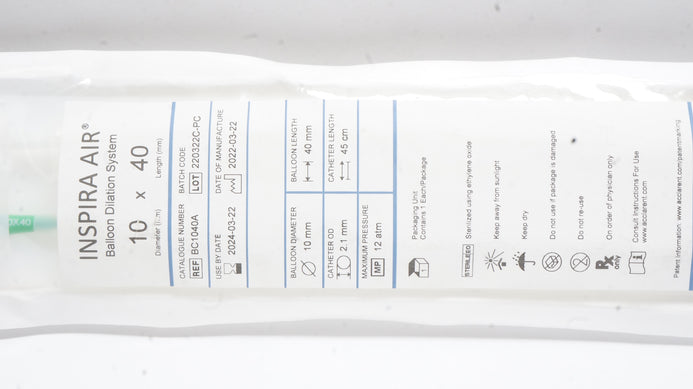 INSPIRA AIR®
Balloon Dilation System
10 x 40
Diameter (mm) Length (mm)
CATALOGUE NUMBER
REF BC1040A
BATCH CODE
LOT 220322C-PC
USE BY DATE
2024-03-22
DATE OF MANUFACTURE
2022-03-22
BALLOON DIAMETER
10 mm
BALLOON LENGTH
40 mm
CATHETER OD
2.1 mm
CATHETER LENGTH
45 cm
MAXIMUM PRESSURE
MP 12 atm
Packaging Unit
Contains 1 Each/Package
1
STERILE EO Sterilized using ethylene oxide
Keep away from sunlight
Keep dry
Do not use if package is damaged
2 Do not re-use
Rx only On order of physician only
Consult Instructions For Use
www.acclarent.com
Patent Information: www.acclarent.com/patentmarking
0X40